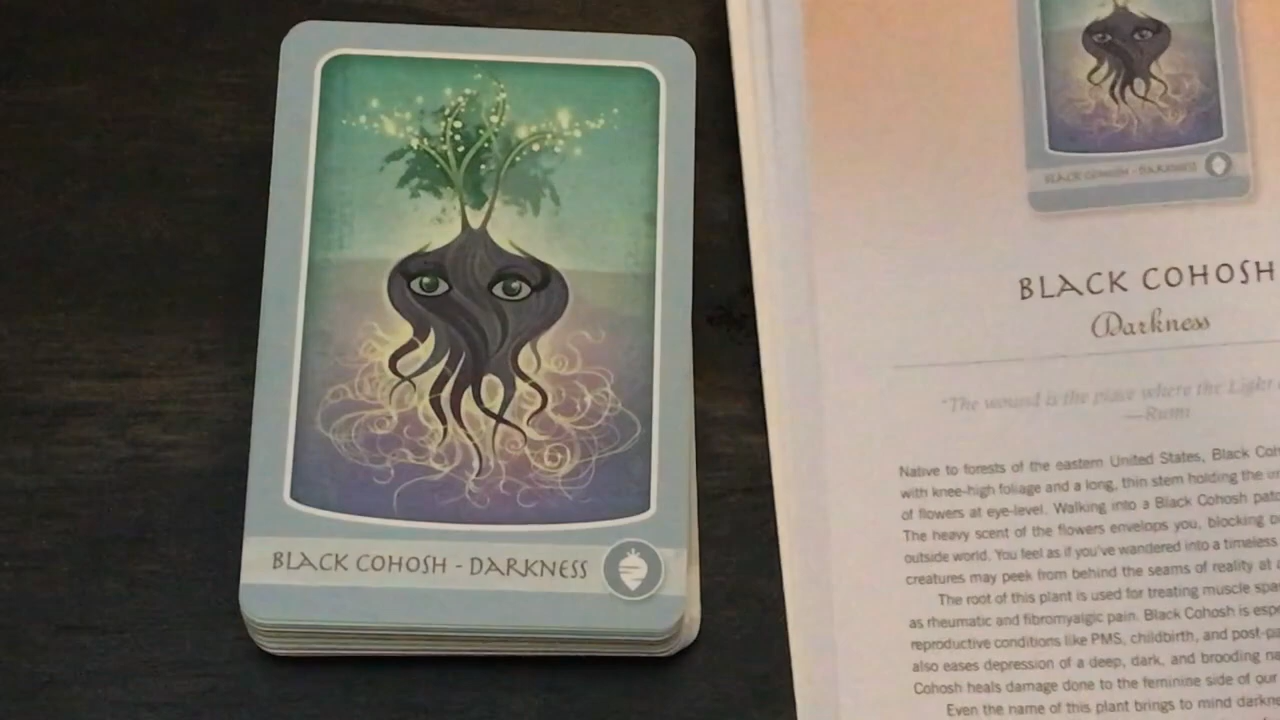 BLACK COHOSH - DARKNESS
BLACK COHOSH - DARKNESS
BLACK COHOSH
Darkness
"The wound is the place where the Light
—Rumi
Native to forests of the eastern United States, Black
with knee-high foliage and a long, thin stem holding the
of flowers at eye-level. Walking into a Black Cohosh
The heavy scent of the flowers envelops you, blocking
outside world. You feel as if you've wandered into a timeless
creatures may peek from behind the seams of reality at
The root of this plant is used for treating muscle
as rheumatic and fibromyalgic pain. Black Cohosh is
reproductive conditions like PMS, childbirth, and
also eases depression of a deep, dark, and brooding
Cohosh heals damage done to the feminine side of our
Even the name of this plant brings to mind